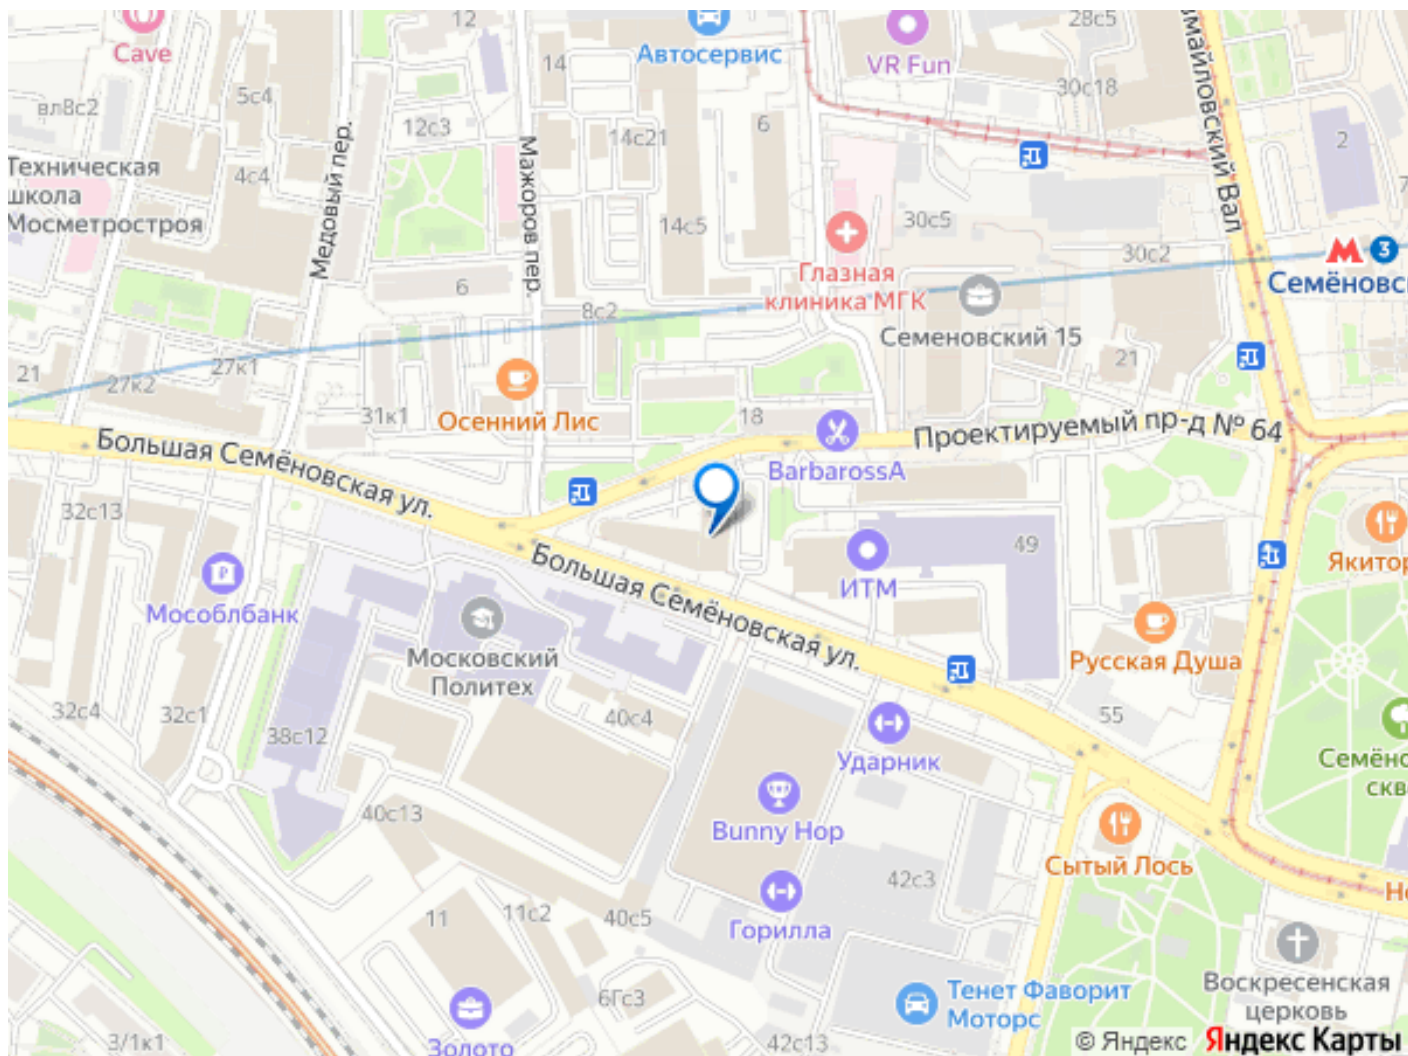 Cave
12
Автосервис
VR Fun
28с5
Измайловский Вал
вл8с2
5с4
14
30с18
12с3
14с21
6
2
Техническая
школа
Мосметростроя
4с4
Медовый пер.
Мажоров пер.
14с5
30с5
30с2
М 3
Семёновс
Глазная
клиника МГК
6
8с2
Семеновский 15
21
27к2
27к1
31к1
Осенний Лис
18
21
BarbarossA
Проектируемый пр-д № 64
Большая Семёновская ул.
32с13
Большая Семёновская ул.
49
ИТМ
Якитор
Мособлбанк
Московский
Политех
Русская Душа
32с4
32с1
38с12
40с4
55
Ударник
Семёно
скв
40с13
Bunny Hop
Сытый Лось
42с3
11
11с2
40с5
Горилла
Не
Воскресенская
церковь
6Гс3
Тенет Фаворит
Моторс
3/1к1
Золото
42с13
© Яндекс Яндекс Карты